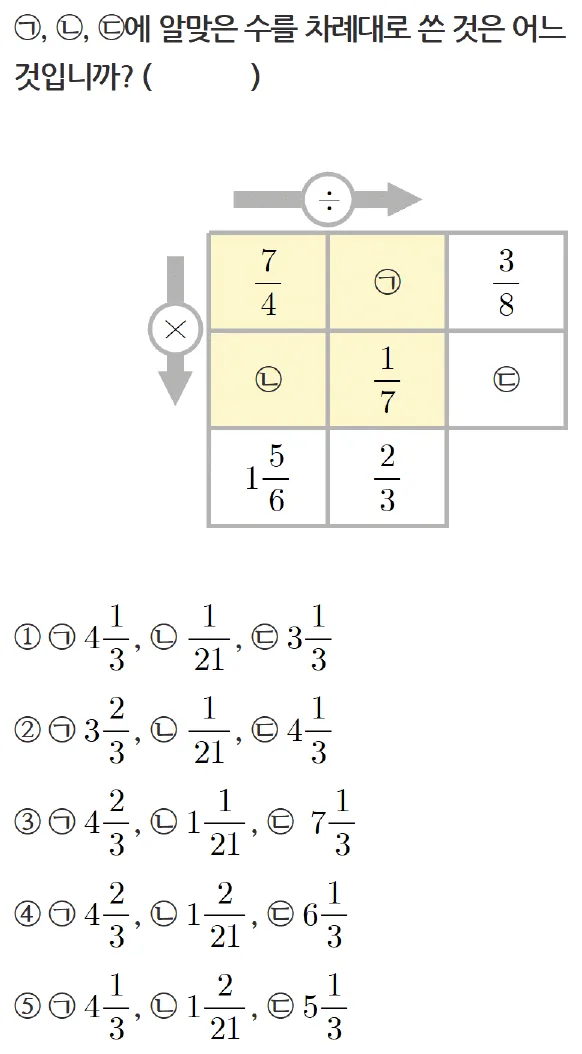 ㉠, ㉡, ㉢에 알맞은 수를 차례대로 쓴 것은 어느
것입니까? (          )
÷
×
7/4 ㉠ 3/8
㉡ 1/7 ㉢
1 5/6 2/3
① ㉠ 4 1/3, ㉡ 1/21, ㉢ 3 1/3
② ㉠ 3 2/3, ㉡ 1/21, ㉢ 4 1/3
③ ㉠ 4 2/3, ㉡ 1 1/21, ㉢ 7 1/3
④ ㉠ 4 2/3, ㉡ 1 2/21, ㉢ 6 1/3
⑤ ㉠ 4 1/3, ㉡ 1 2/21, ㉢ 5 1/3